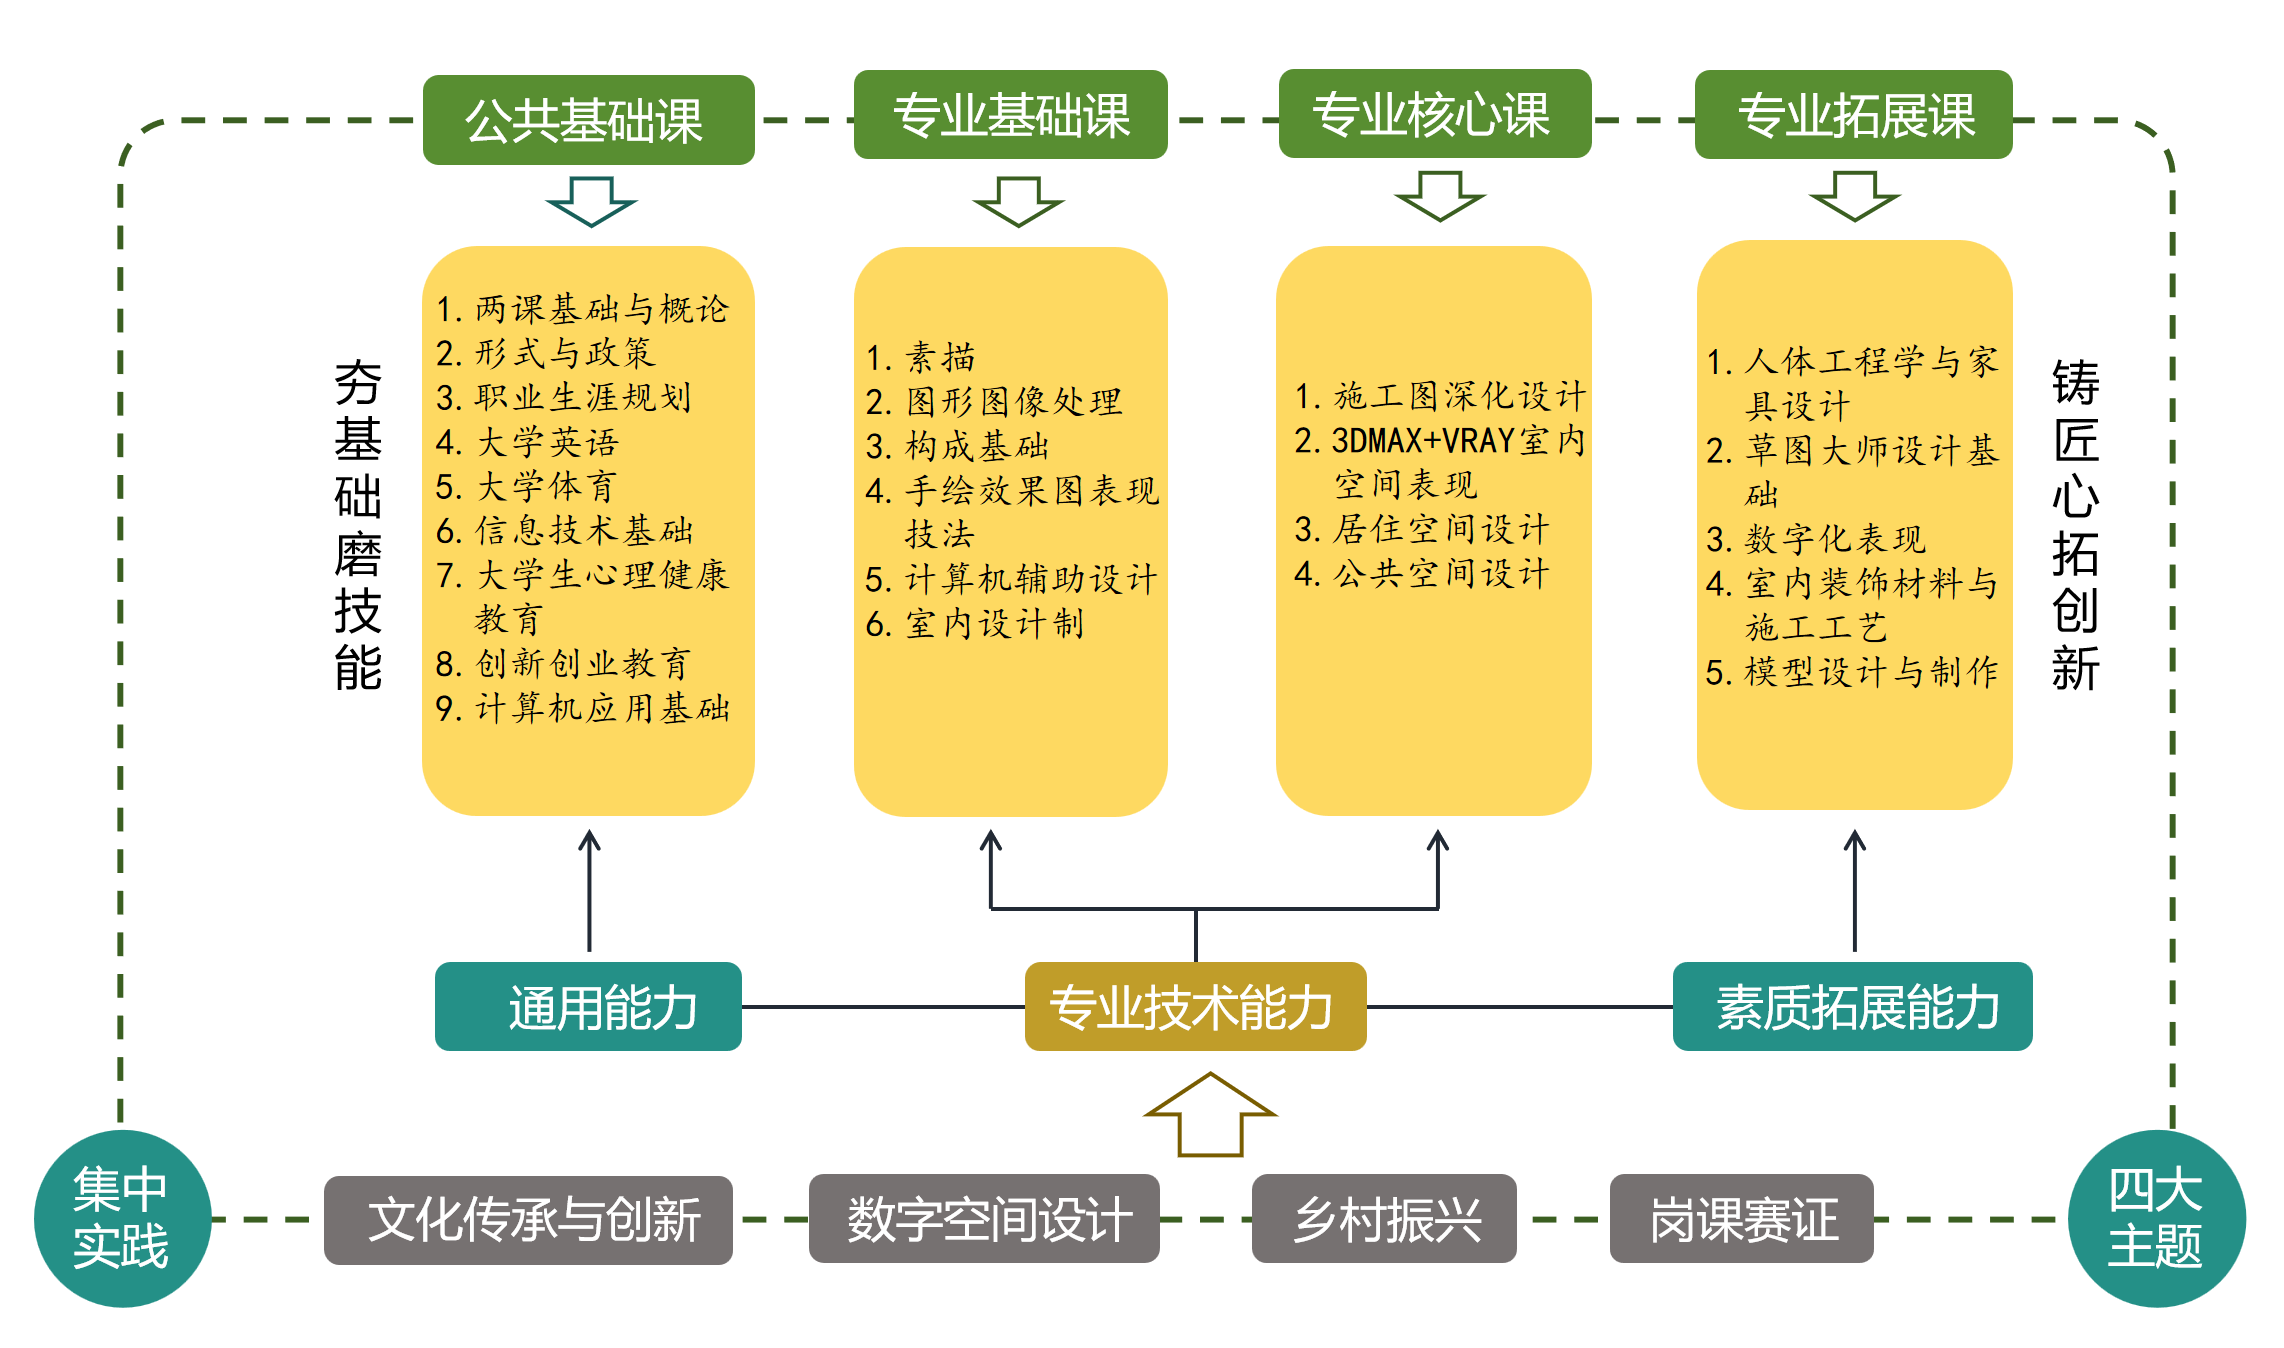 公共基础课
专业基础课
专业核心课
专业拓展课
夯基础磨技能
1. 两课基础与概论
2. 形式与政策
3. 职业生涯规划
4. 大学英语
5. 大学体育
6. 信息技术基础
7. 大学生心理健康
教育
8. 创新创业教育
9. 计算机应用基础
1. 素描
2. 图形图像处理
3. 构成基础
4. 手绘效果图表现
技法
5. 计算机辅助设计
6. 室内设计制
1. 施工图深化设计
2. 3DMAX+VRAY室内
空间表现
3. 居住空间设计
4. 公共空间设计
1. 人体工程学与家
具设计
2. 草图大师设计基
础
3. 数字化表现
4. 室内装饰材料与
施工工艺
5. 模型设计与制作
铸匠心拓创新
通用能力
专业技术能力
素质拓展能力
集中
实践
文化传承与创新
数字空间设计
乡村振兴
岗课赛证
四大
主题